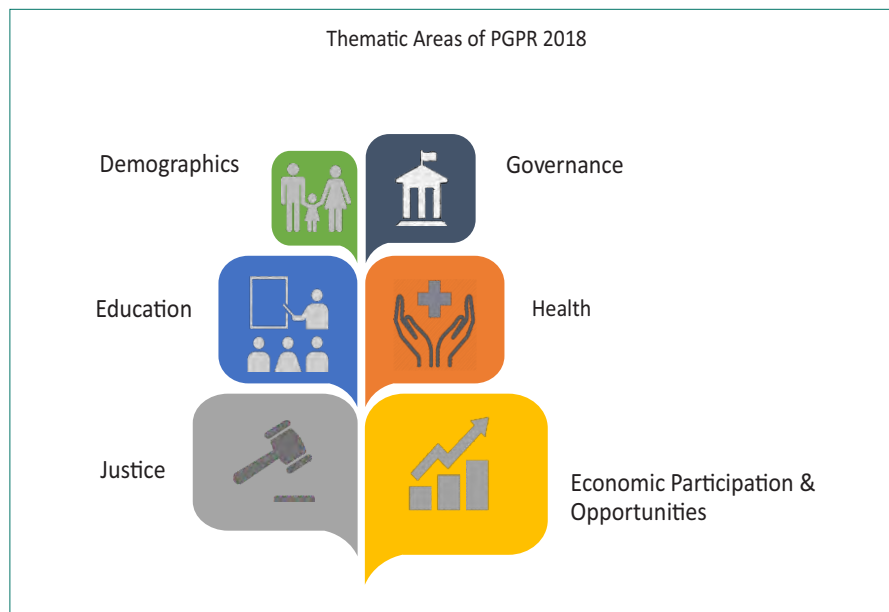 Thematic Areas of PGPR 2018
Demographics
Governance
Education
Health
Justice
Economic Participation &
Opportunities